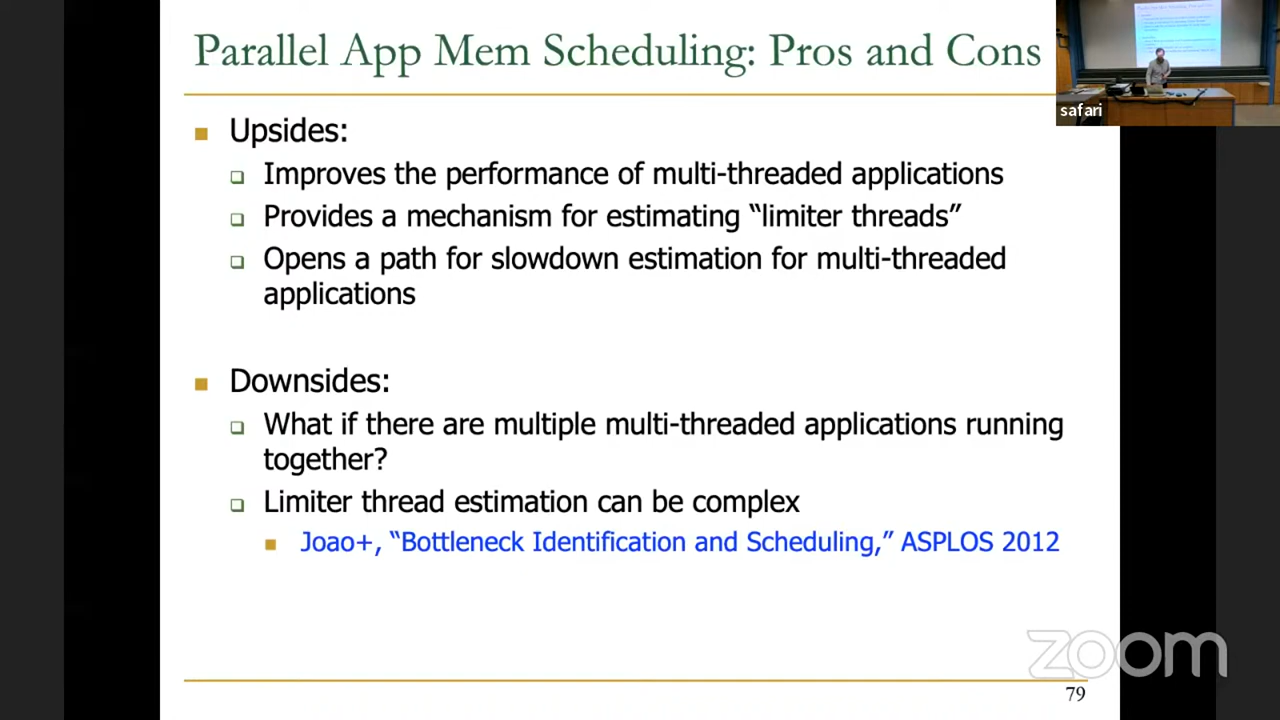 Parallel App Mem Scheduling: Pros and Cons
safari
Upsides:
Improves the performance of multi-threaded applications
Provides a mechanism for estimating “limiter threads”
Opens a path for slowdown estimation for multi-threaded
applications
Downsides:
What if there are multiple multi-threaded applications running
together?
Limiter thread estimation can be complex
Joao+, “Bottleneck Identification and Scheduling,” ASPLOS 2012
zoom
79